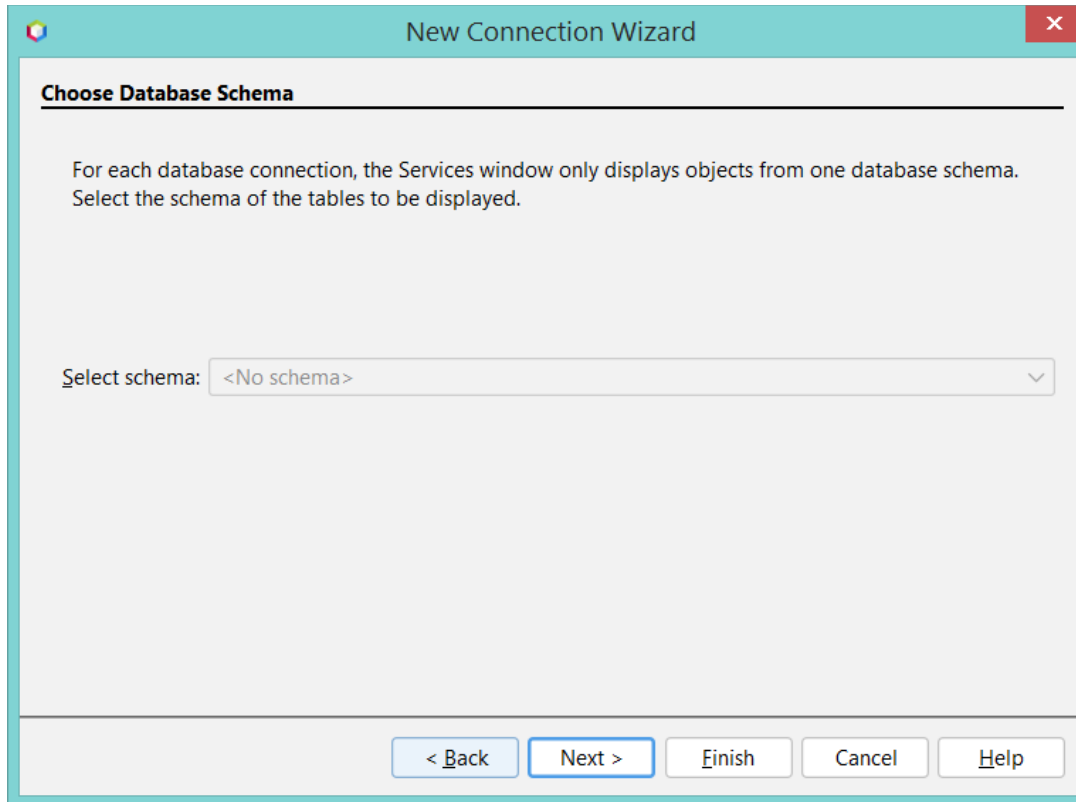 New Connection Wizard
Choose Database Schema
For each database connection, the Services window only displays objects from one database schema.
Select the schema of the tables to be displayed.
Select schema: <No schema>
< Back Next > Finish Cancel Help